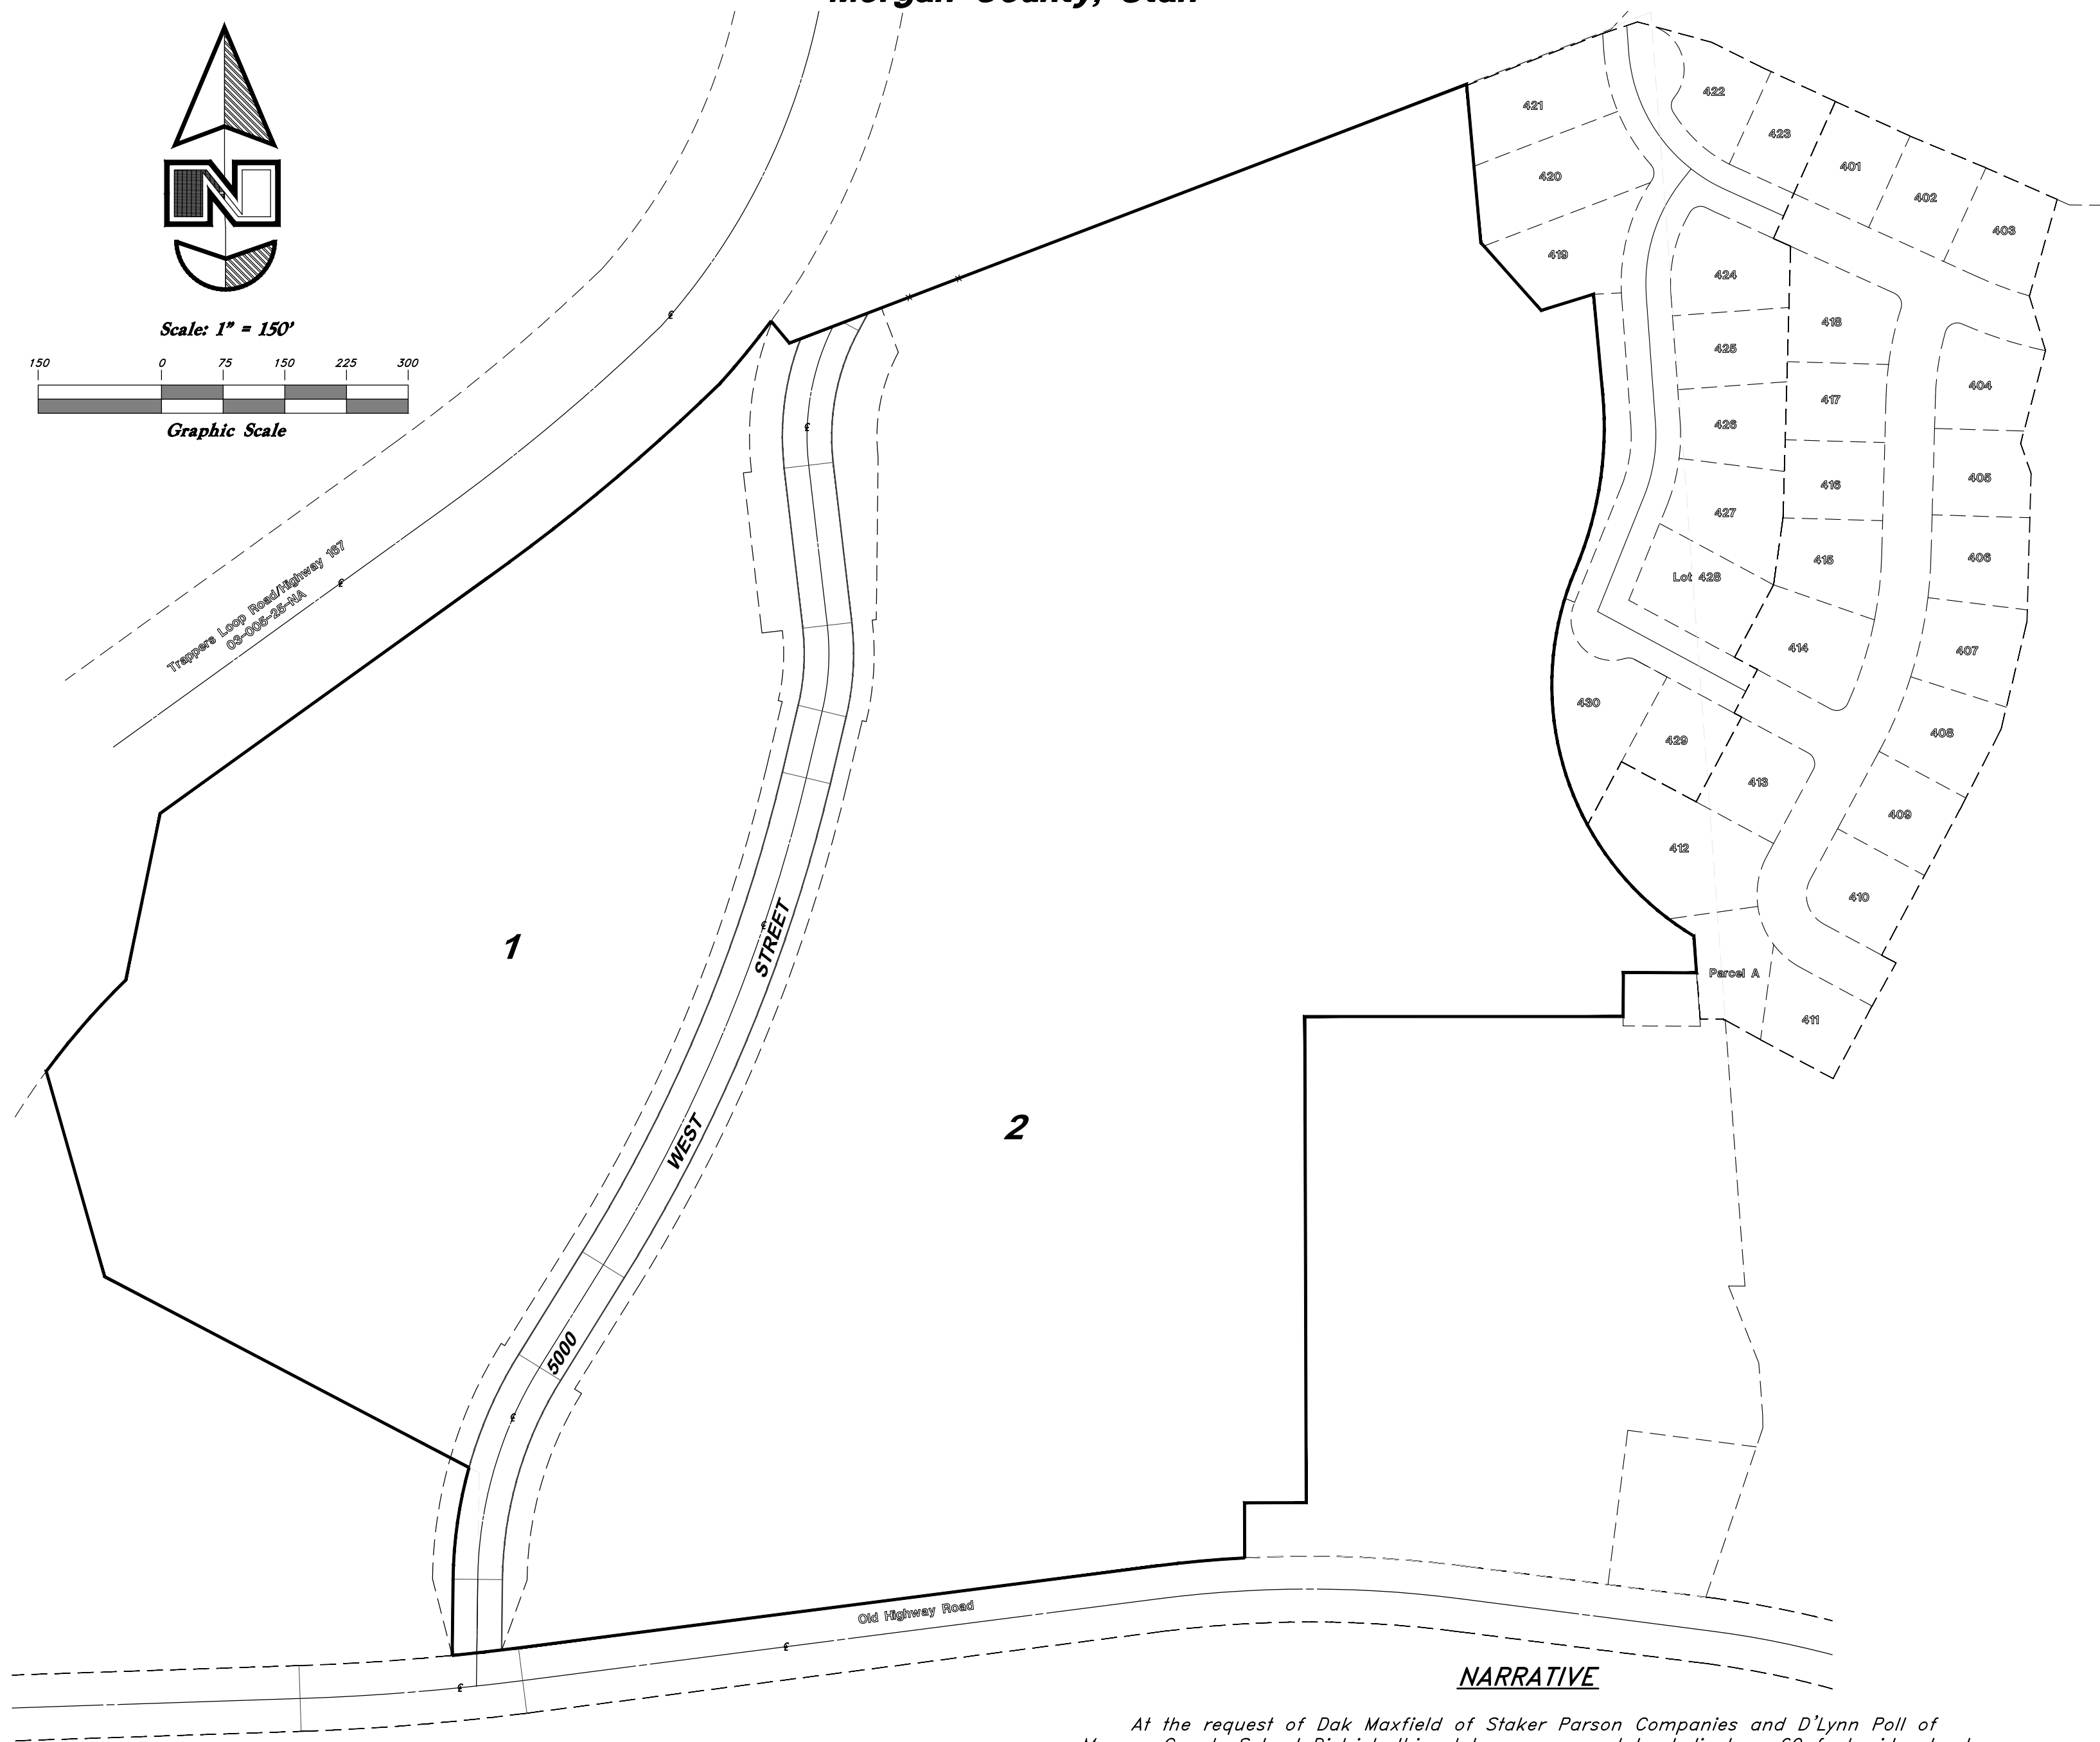 Morgan County, Utah
Scale: 1" = 150'
150 0 75 150 225 300
Graphic Scale
Trappers Loop Road/Highway 167
03-005-25-NA
421
422
423
420
401
402
403
419
424
418
425
404
417
426
405
416
427
415
406
Lot 428
414
407
430
429
408
413
409
412
410
Parcel A
411
1
2
5000 WEST STREET
Old Highway Road
NARRATIVE
At the request of Dak Maxfield of Staker Parson Companies and D'Lynn Poll of